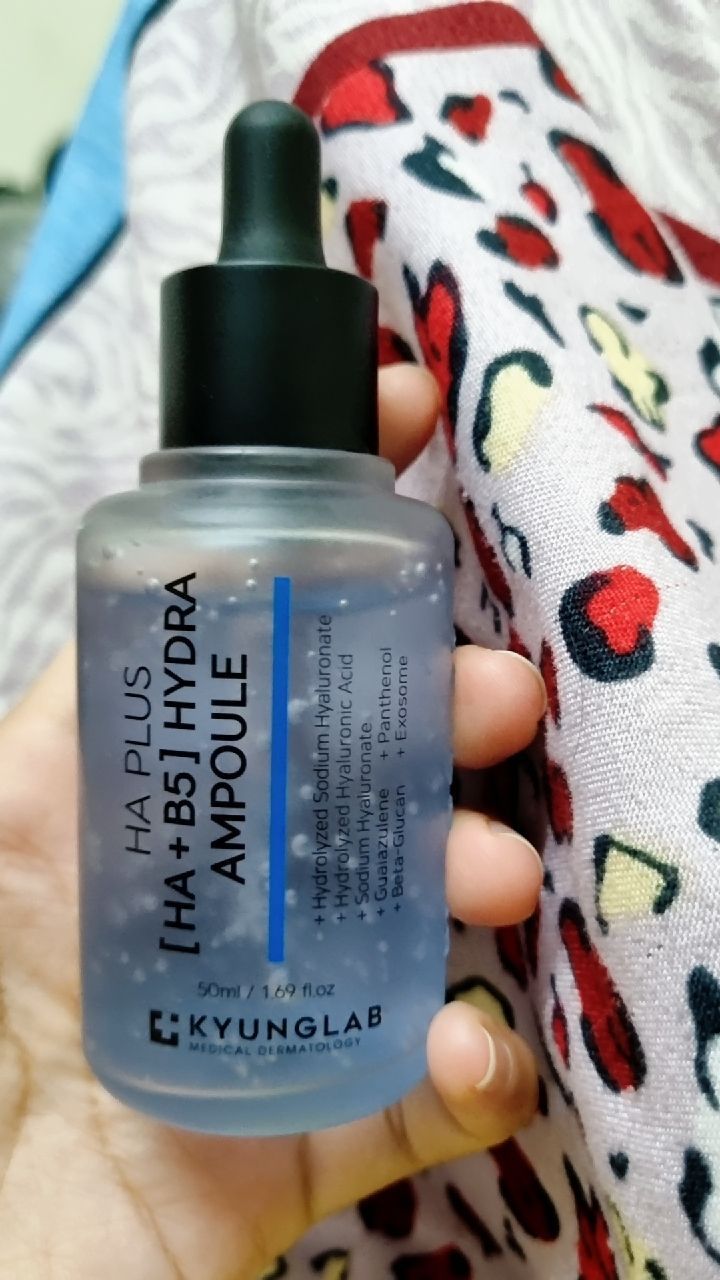 HA PLUS
[HA+B5] HYDRA
AMPOULE
+ Hydrolyzed Sodium Hyaluronate
+ Hydrolyzed Hyaluronic Acid
+ Sodium Hyaluronate
+ Guaiazulene + Panthenol
+ Beta-Glucan + Exosome
50ml / 1.69 fl.oz
KYUNGLAB
MEDICAL DERMATOLOGY